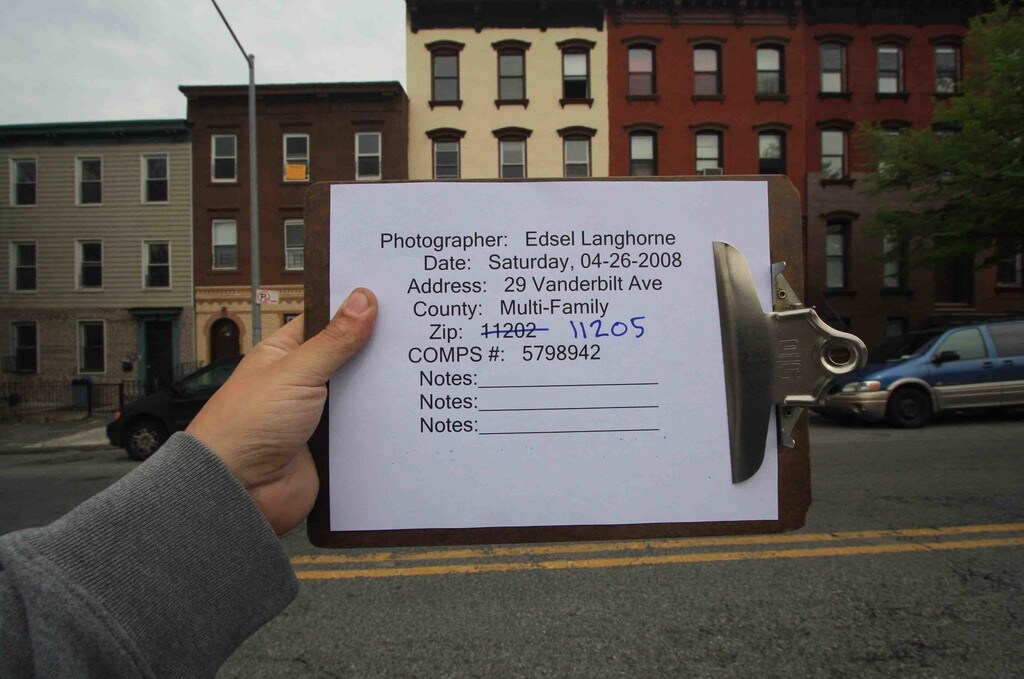 Photographer: Edsel Langhorne
Date: Saturday, 04-26-2008
Address: 29 Vanderbilt Ave
County: Multi-Family
Zip: 11202 11205
COMPS #: 5798942
Notes:
Notes:
Notes: